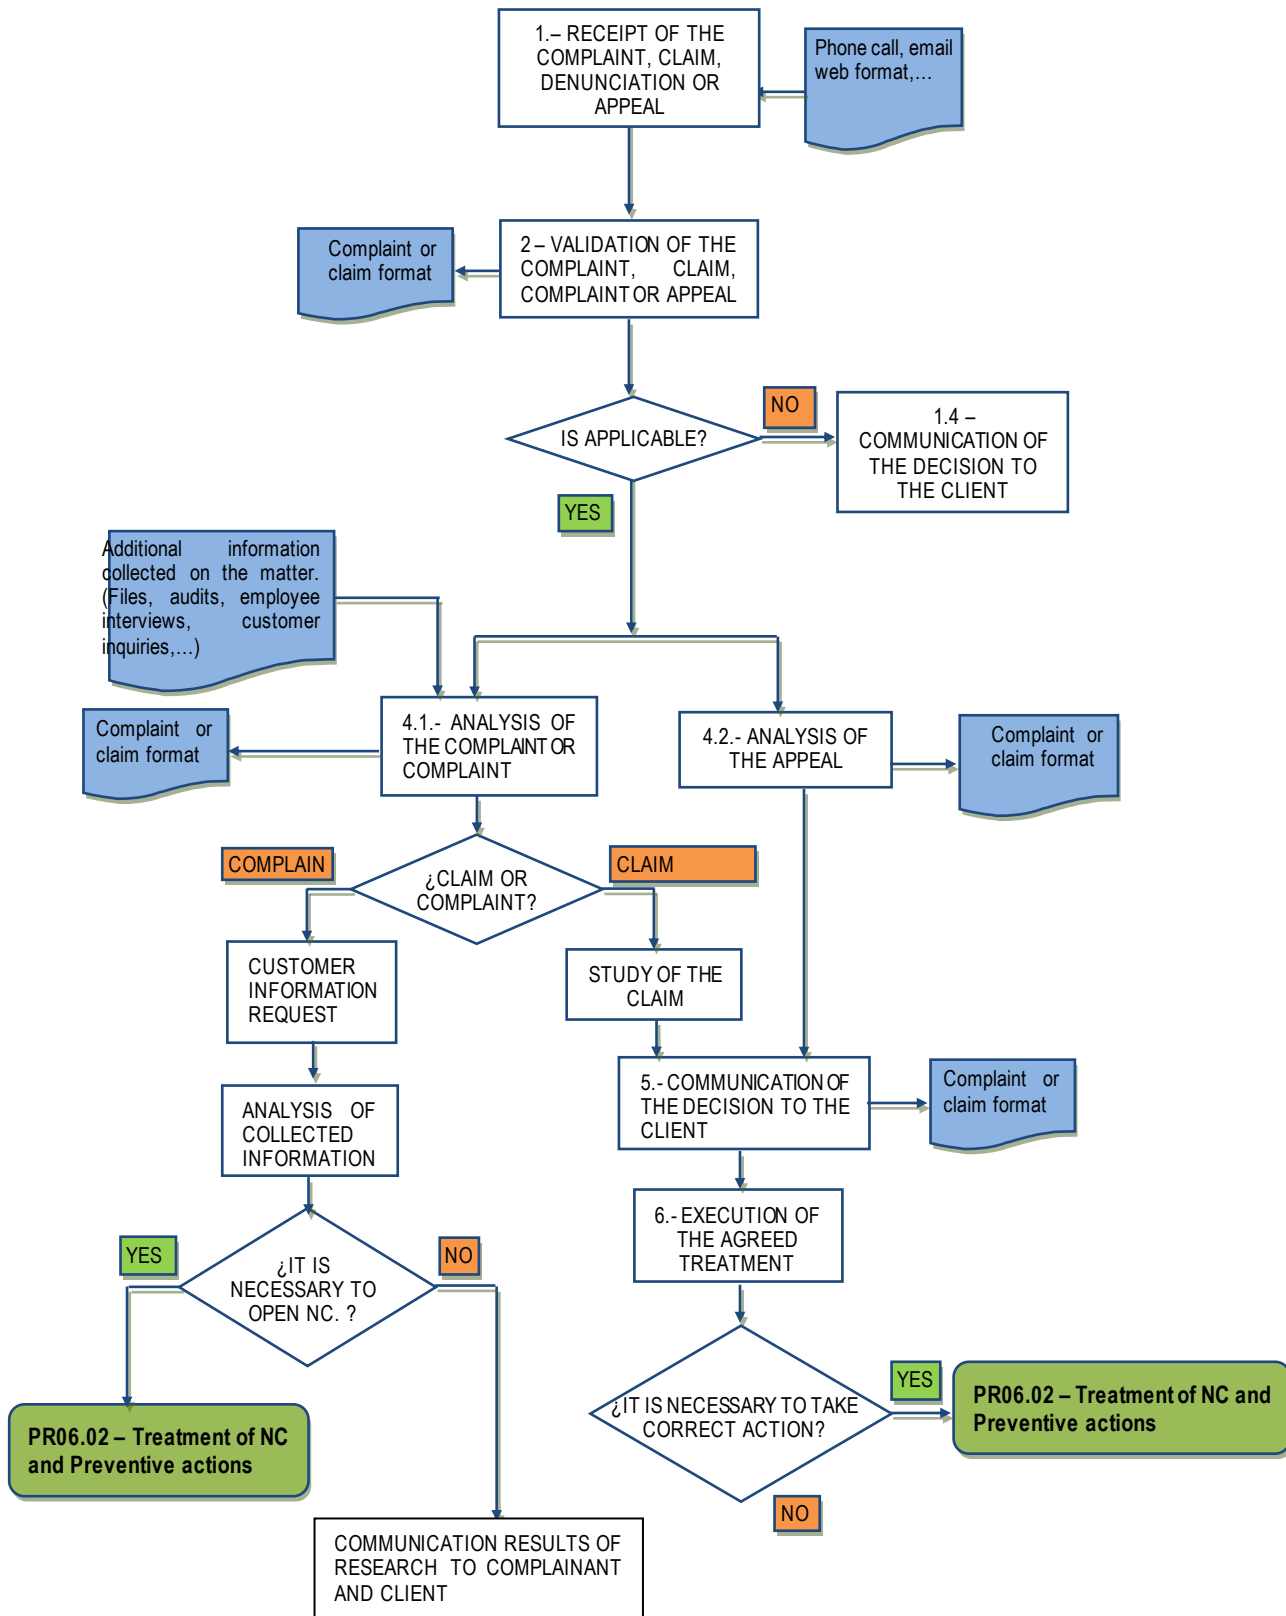 1.– RECEIPT OF THE
COMPLAINT, CLAIM,
DENUNCIATION OR
APPEAL
Phone call, email
web format,…
Complaint or
claim format
2 – VALIDATION OF THE
COMPLAINT, CLAIM,
COMPLAINT OR APPEAL
IS APPLICABLE?
NO
1.4 –
COMMUNICATION OF
THE DECISION TO
THE CLIENT
YES
Additional information
collected on the matter.
(Files, audits, employee
interviews, customer
inquiries,…)
Complaint or
claim format
4.1.- ANALYSIS OF
THE COMPLAINT OR
COMPLAINT
4.2.- ANALYSIS OF
THE APPEAL
Complaint or
claim format
COMPLAIN
¿CLAIM OR
COMPLAINT?
CLAIM
CUSTOMER
INFORMATION
REQUEST
STUDY OF THE
CLAIM
ANALYSIS OF
COLLECTED
INFORMATION
5.- COMMUNICATION OF
THE DECISION TO THE
CLIENT
Complaint or
claim format
6.- EXECUTION OF
THE AGREED
TREATMENT
YES
¿IT IS
NECESSARY TO
OPEN NC. ?
NO
¿IT IS NECESSARY TO TAKE
CORRECT ACTION?
YES
PR06.02 – Treatment of NC and
Preventive actions
PR06.02 – Treatment of NC
and Preventive actions
NO
COMMUNICATION RESULTS OF
RESEARCH TO COMPLAINANT
AND CLIENT